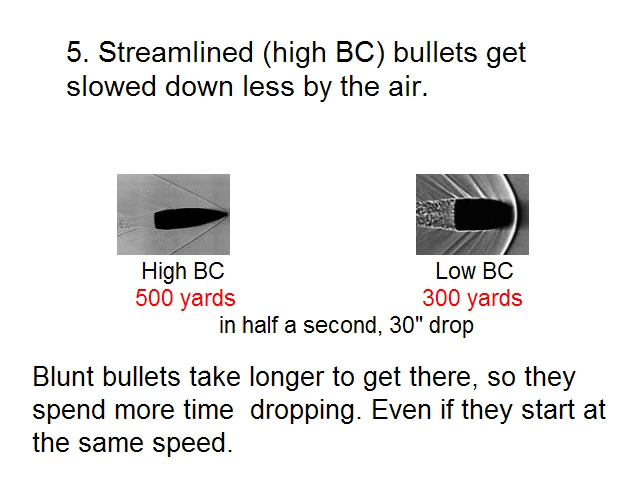 5. Streamlined (high BC) bullets get
slowed down less by the air.
High BC
Low BC
500 yards
300 yards
in half a second, 30" drop
Blunt bullets take longer to get there, so they
spend more time  dropping. Even if they start at
the same speed.